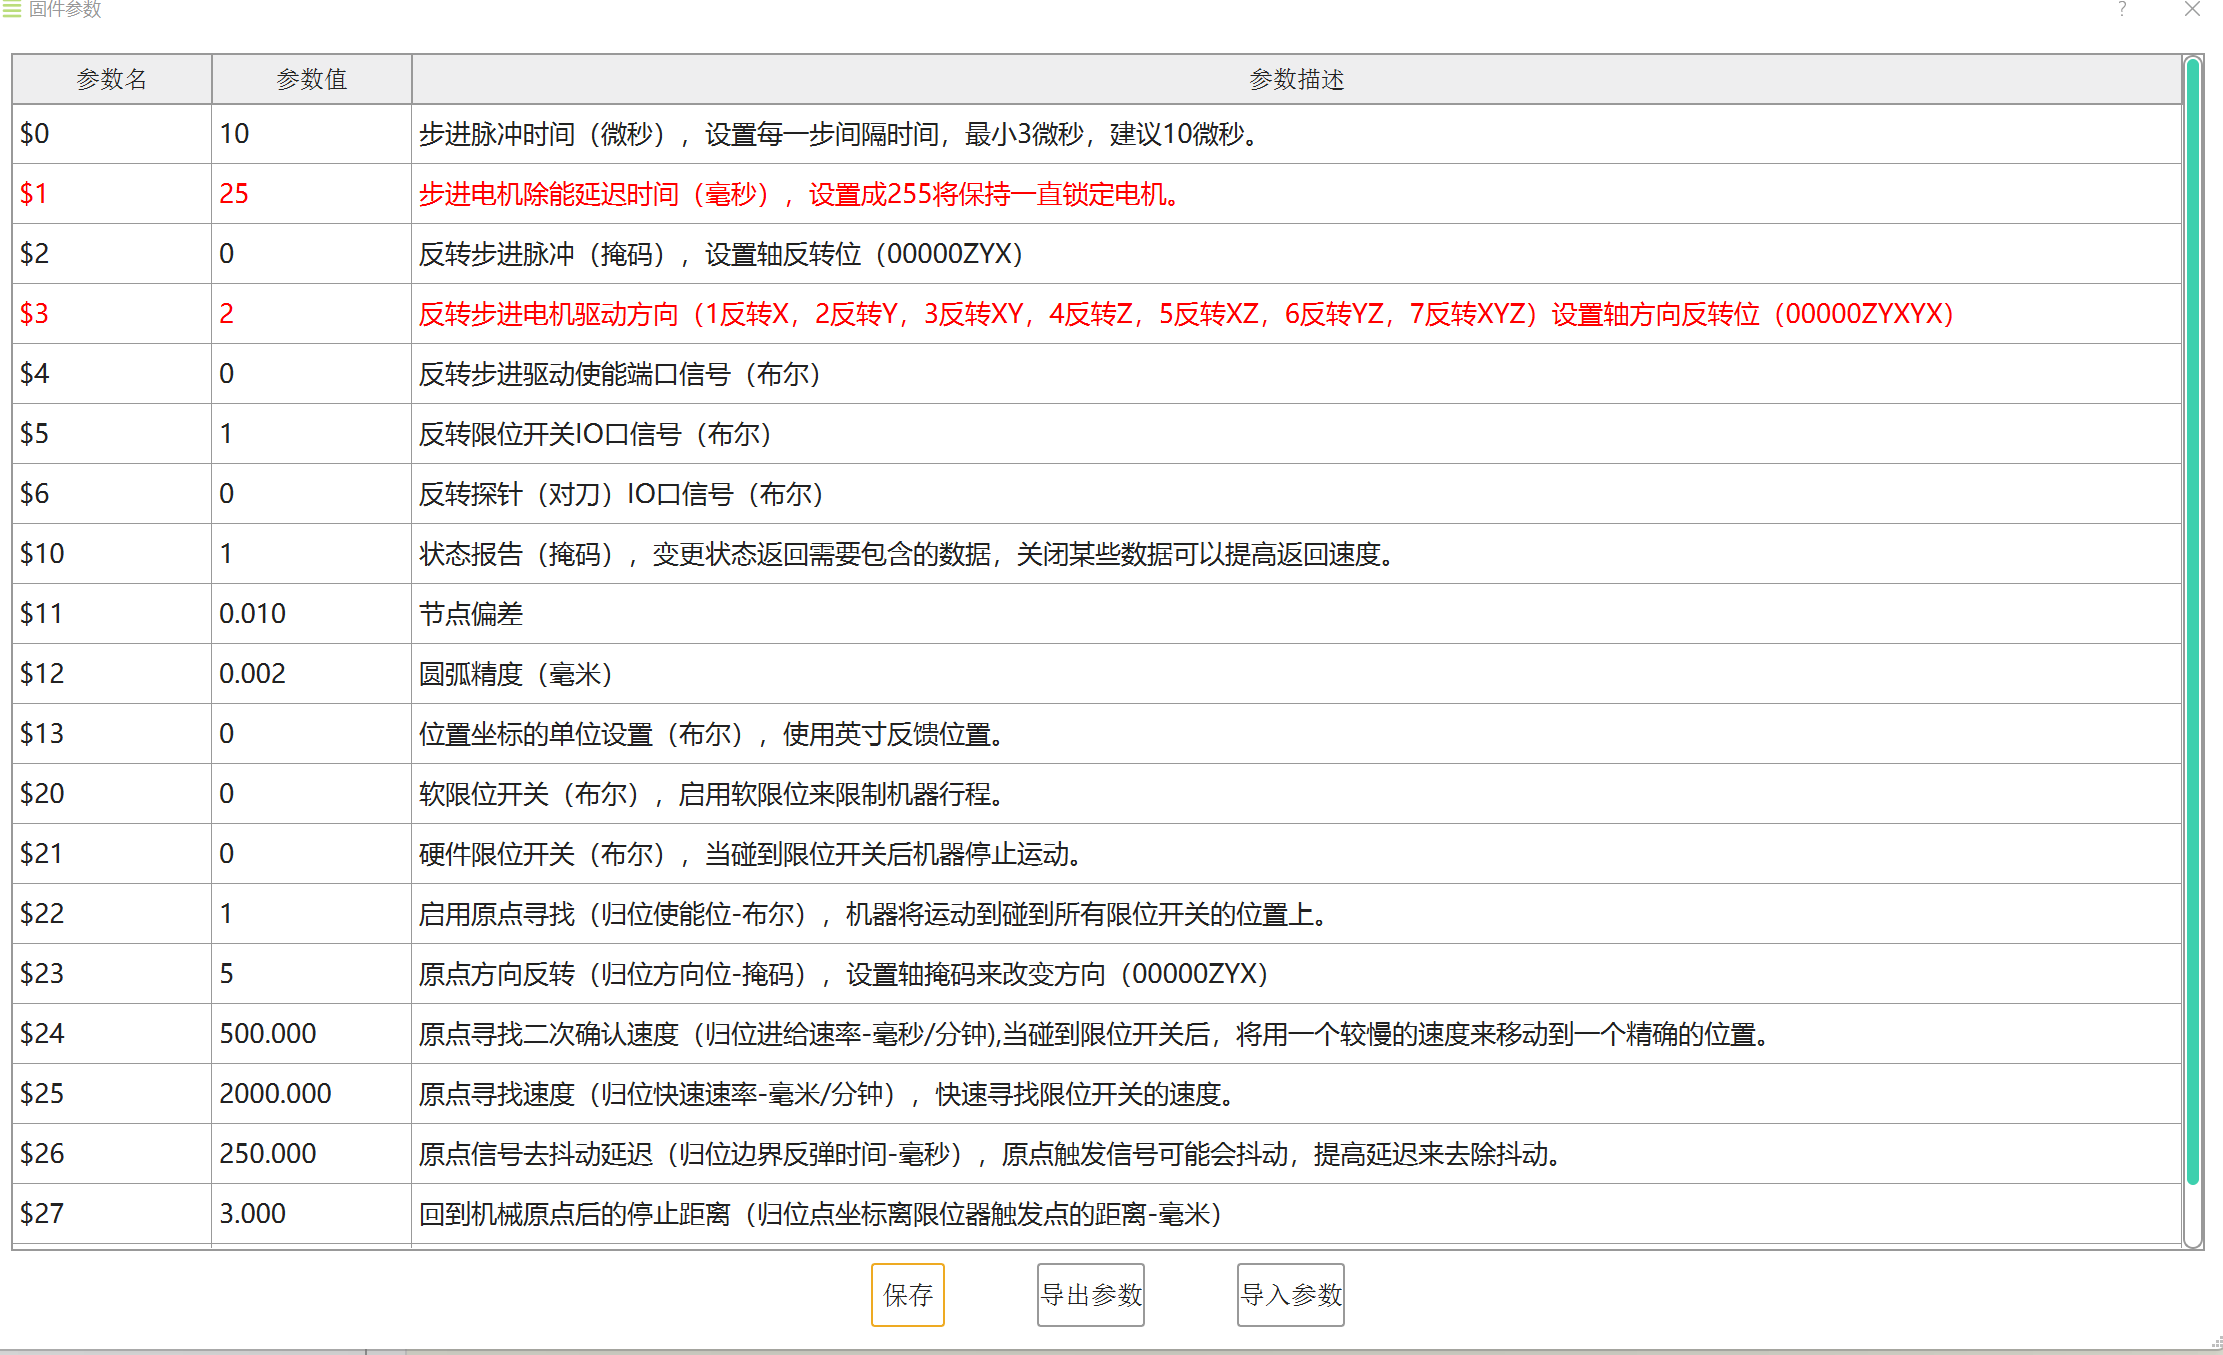 固件参数
参数名 参数值 参数描述
$0 10 步进脉冲时间（微秒），设置每一步间隔时间，最小3微秒，建议10微秒。
$1 25 步进电机除能延迟时间（毫秒），设置成255将保持一直锁定电机。
$2 0 反转步进脉冲（掩码），设置轴反转位（00000ZYX）
$3 2 反转步进电机驱动方向（1反转X，2反转Y，3反转XY，4反转Z，5反转XZ，6反转YZ，7反转XYZ）设置轴方向反转位（00000ZYXYX）
$4 0 反转步进驱动使能端口信号（布尔）
$5 1 反转限位开关IO口信号（布尔）
$6 0 反转探针（对刀）IO口信号（布尔）
$10 1 状态报告（掩码），变更状态返回需要包含的数据，关闭某些数据可以提高返回速度。
$11 0.010 节点偏差
$12 0.002 圆弧精度（毫米）
$13 0 位置坐标的单位设置（布尔），使用英寸反馈位置。
$20 0 软限位开关（布尔），启用软限位来限制机器行程。
$21 0 硬件限位开关（布尔），当碰到限位开关后机器停止运动。
$22 1 启用原点寻找（归位使能位-布尔），机器将运动到碰到所有限位开关的位置上。
$23 5 原点方向反转（归位方向位-掩码），设置轴掩码来改变方向（00000ZYX）
$24 500.000 原点寻找二次确认速度（归位进给速率-毫秒/分钟),当碰到限位开关后，将用一个较慢的速度来移动到一个精确的位置。
$25 2000.000 原点寻找速度（归位快速速率-毫米/分钟），快速寻找限位开关的速度。
$26 250.000 原点信号去抖动延迟（归位边界反弹时间-毫秒），原点触发信号可能会抖动，提高延迟来去除抖动。
$27 3.000 回到机械原点后的停止距离（归位点坐标离限位器触发点的距离-毫米）
保存 导出参数 导入参数